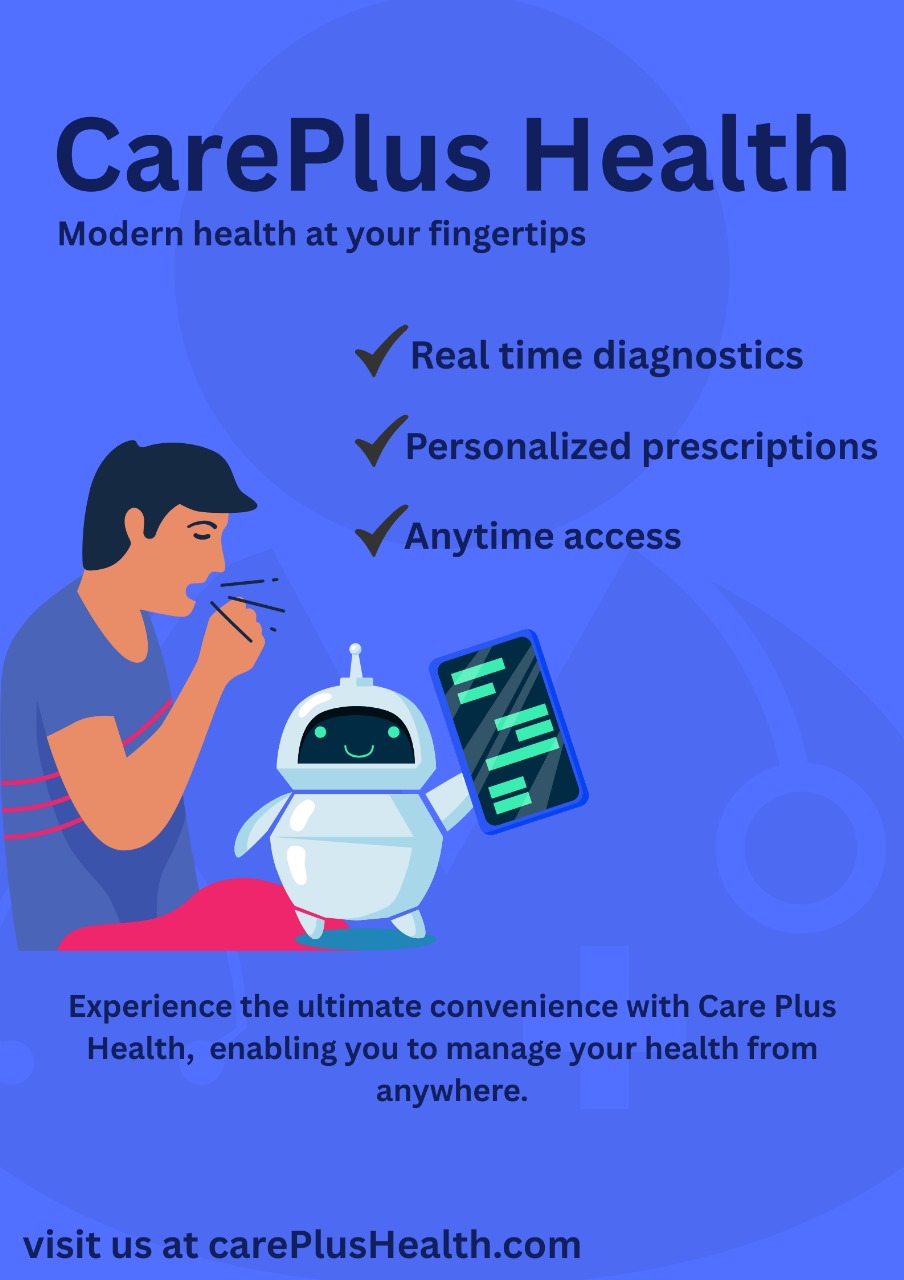 CarePlus Health
Modern health at your fingertips
Real time diagnostics
Personalized prescriptions
Anytime access
Experience the ultimate convenience with Care Plus
Health,  enabling you to manage your health from
anywhere.
visit us at carePlusHealth.com